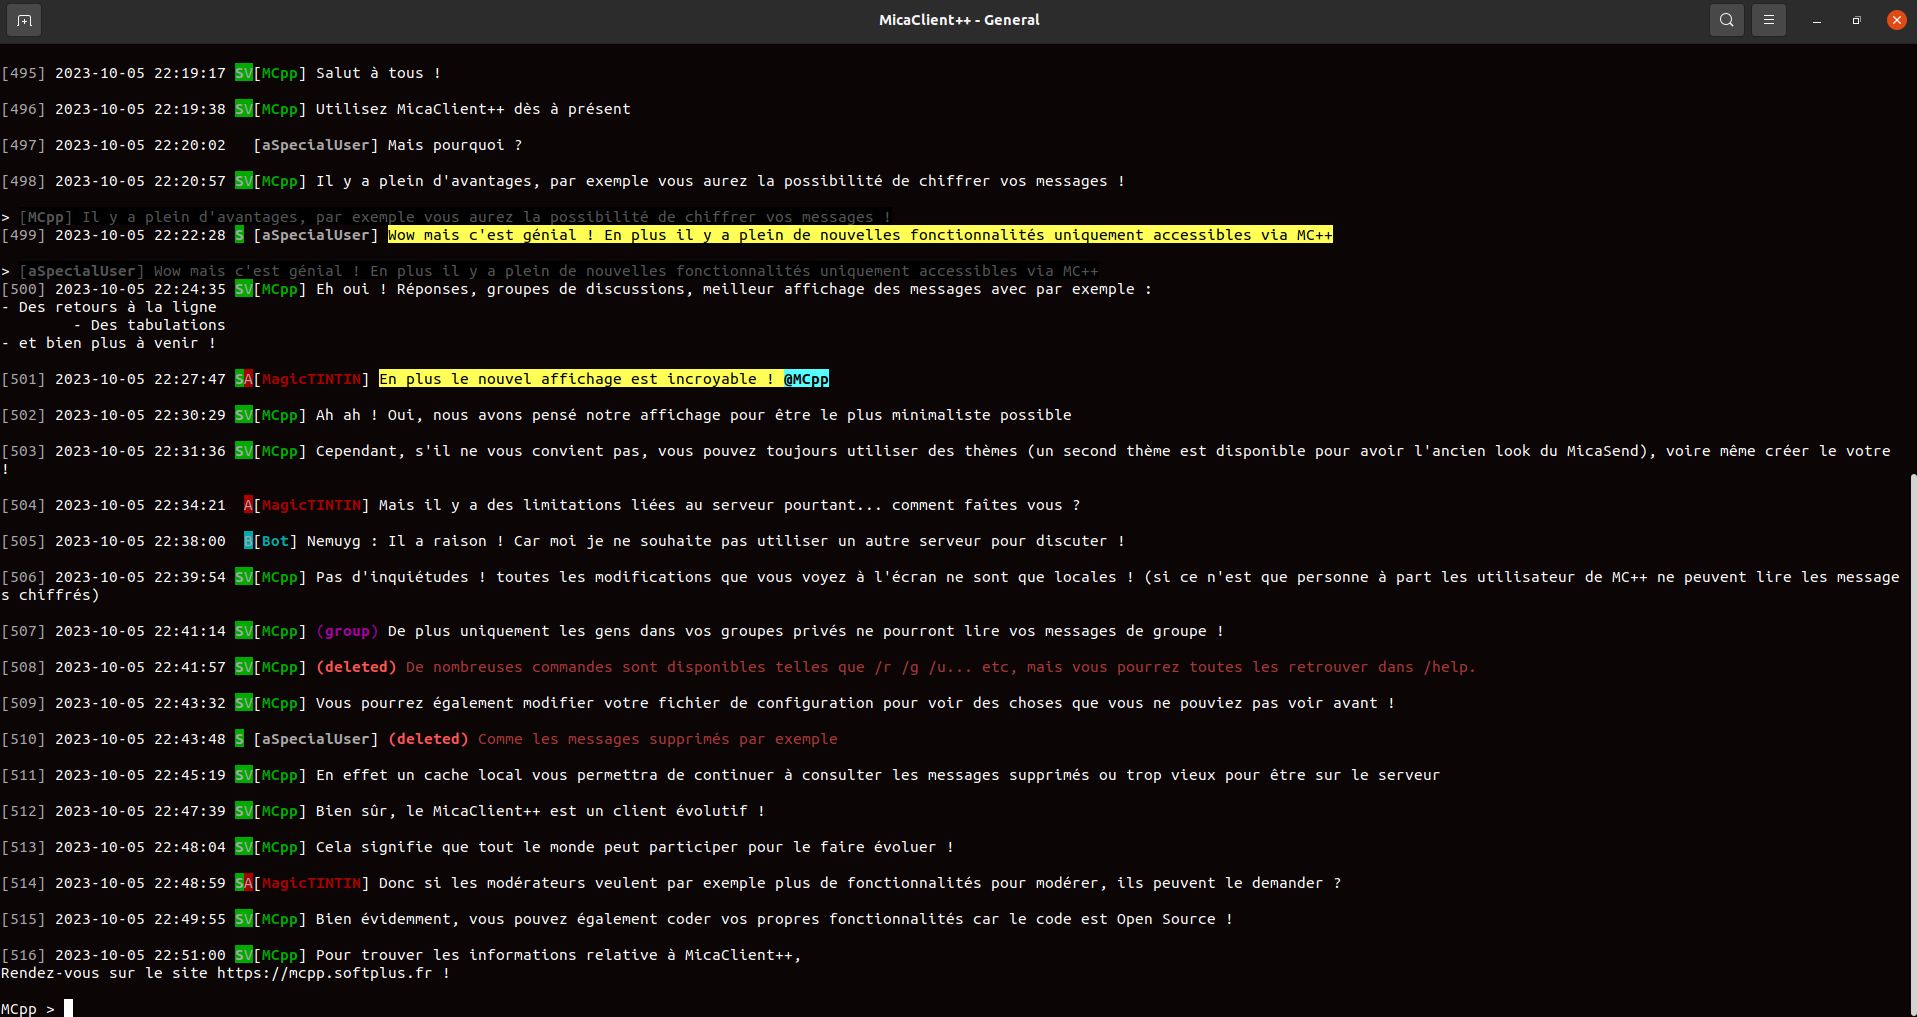 MicaClient++ - General
[495] 2023-10-05 22:19:17 SV[MCpp] Salut à tous !
[496] 2023-10-05 22:19:38 SV[MCpp] Utilisez MicaClient++ dès à présent
[497] 2023-10-05 22:20:02   [aSpecialUser] Mais pourquoi ?
[498] 2023-10-05 22:20:57 SV[MCpp] Il y a plein d'avantages, par exemple vous aurez la possibilité de chiffrer vos messages !
> [MCpp] Il y a plein d'avantages, par exemple vous aurez la possibilité de chiffrer vos messages !
[499] 2023-10-05 22:22:28 S [aSpecialUser] Wow mais c'est génial ! En plus il y a plein de nouvelles fonctionnalités uniquement accessibles via MC++
> [aSpecialUser] Wow mais c'est génial ! En plus il y a plein de nouvelles fonctionnalités uniquement accessibles via MC++
[500] 2023-10-05 22:24:35 SV[MCpp] Eh oui ! Réponses, groupes de discussions, meilleur affichage des messages avec par exemple :
- Des retours à la ligne
        - Des tabulations
- et bien plus à venir !
[501] 2023-10-05 22:27:47 SA[MagicTINTIN] En plus le nouvel affichage est incroyable ! @MCpp
[502] 2023-10-05 22:30:29 SV[MCpp] Ah ah ! Oui, nous avons pensé notre affichage pour être le plus minimaliste possible
[503] 2023-10-05 22:31:36 SV[MCpp] Cependant, s'il ne vous convient pas, vous pouvez toujours utiliser des thèmes (un second thème est disponible pour avoir l'ancien look du MicaSend), voire même créer le votre
!
[504] 2023-10-05 22:34:21  A[MagicTINTIN] Mais il y a des limitations liées au serveur pourtant... comment faîtes vous ?
[505] 2023-10-05 22:38:00  B[Bot] Nemuyg : Il a raison ! Car moi je ne souhaite pas utiliser un autre serveur pour discuter !
[506] 2023-10-05 22:39:54 SV[MCpp] Pas d'inquiétudes ! toutes les modifications que vous voyez à l'écran ne sont que locales ! (si ce n'est que personne à part les utilisateur de MC++ ne peuvent lire les message
s chiffrés)
[507] 2023-10-05 22:41:14 SV[MCpp] (group) De plus uniquement les gens dans vos groupes privés ne pourront lire vos messages de groupe !
[508] 2023-10-05 22:41:57 SV[MCpp] (deleted) De nombreuses commandes sont disponibles telles que /r /g /u... etc, mais vous pourrez toutes les retrouver dans /help.
[509] 2023-10-05 22:43:32 SV[MCpp] Vous pourrez également modifier votre fichier de configuration pour voir des choses que vous ne pouviez pas voir avant !
[510] 2023-10-05 22:43:48 S [aSpecialUser] (deleted) Comme les messages supprimés par exemple
[511] 2023-10-05 22:45:19 SV[MCpp] En effet un cache local vous permettra de continuer à consulter les messages supprimés ou trop vieux pour être sur le serveur
[512] 2023-10-05 22:47:39 SV[MCpp] Bien sûr, le MicaClient++ est un client évolutif !
[513] 2023-10-05 22:48:04 SV[MCpp] Cela signifie que tout le monde peut participer pour le faire évoluer !
[514] 2023-10-05 22:48:59 SA[MagicTINTIN] Donc si les modérateurs veulent par exemple plus de fonctionnalités pour modérer, ils peuvent le demander ?
[515] 2023-10-05 22:49:55 SV[MCpp] Bien évidemment, vous pouvez également coder vos propres fonctionnalités car le code est Open Source !
[516] 2023-10-05 22:51:00 SV[MCpp] Pour trouver les informations relative à MicaClient++,
Rendez-vous sur le site https://mcpp.softplus.fr !
MCpp >